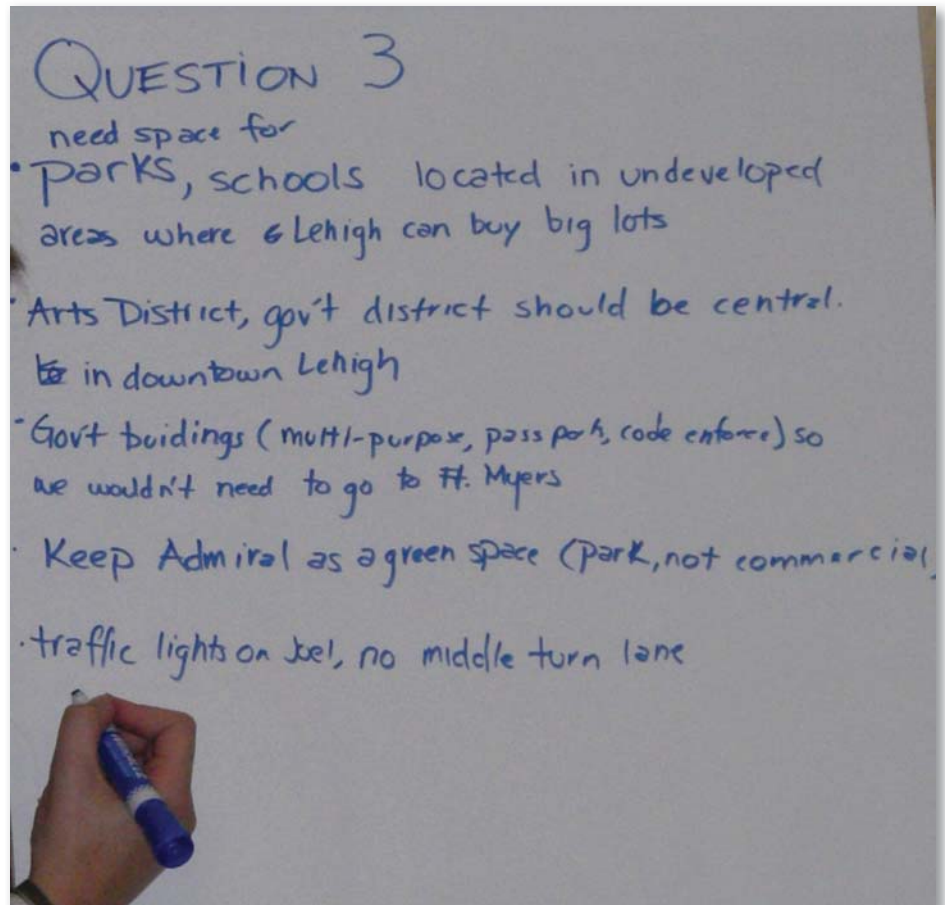 QUESTION 3
need space for
• parks, schools located in undeveloped
areas where Lehigh can buy big lots
• Arts District, gov't district should be central.
in downtown Lehigh
• Gov't buidings (multi-purpose, passport, code enforce) so
we wouldn't need to go to Ft. Myers
• Keep Admiral as a green space (park, not commercial)
• traffic lights on Joel, no middle turn lane